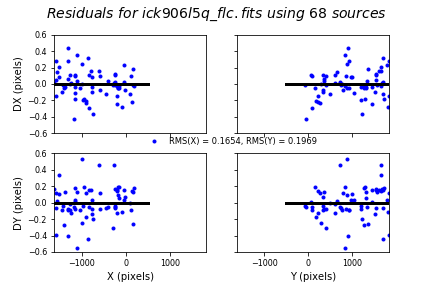 Residuals for ick906l5q_flc.fits using 68 sources
DX (pixels)
0.6
0.4
0.2
0.0
−0.2
−0.4
−0.6
RMS(X) = 0.1654, RMS(Y) = 0.1969
DY (pixels)
0.6
0.4
0.2
0.0
−0.2
−0.4
−0.6
−1000 0 1000
−1000 0 1000
X (pixels)
Y (pixels)